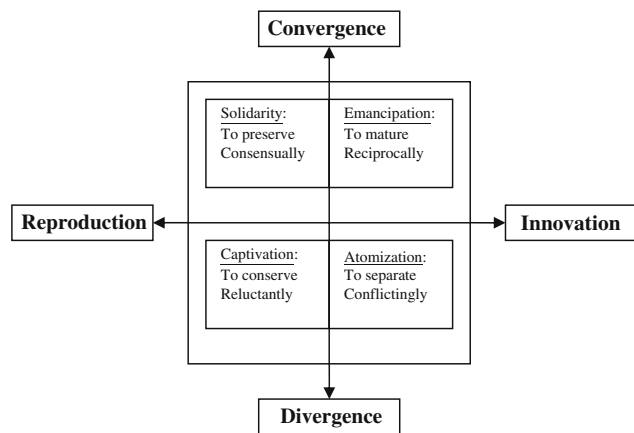 Convergence
Solidarity:
To preserve
Consensually
Emancipation:
To mature
Reciprocally
Reproduction
Innovation
Captivation:
To conserve
Reluctantly
Atomization:
To separate
Conflictingly
Divergence